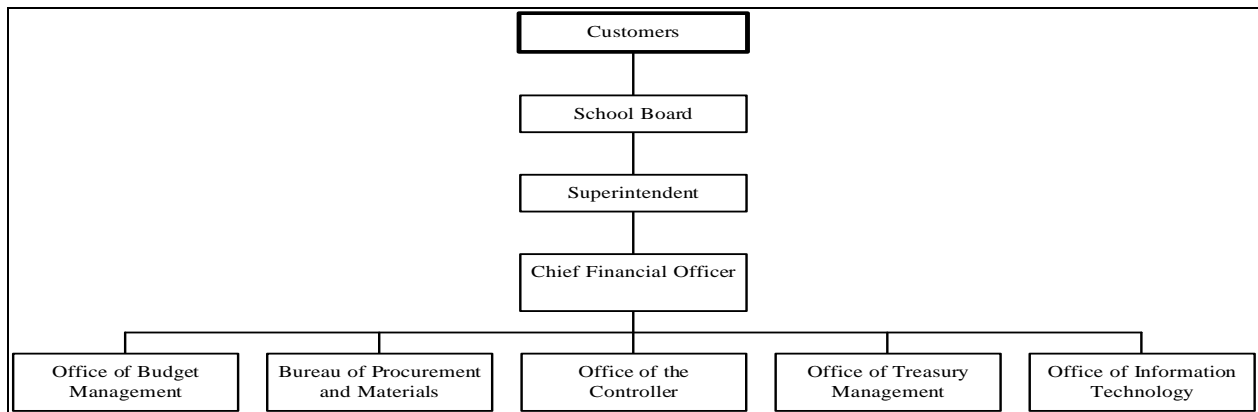 Customers
School Board
Superintendent
Chief Financial Officer
Office of Budget
Management
Bureau of Procurement
and Materials
Office of the
Controller
Office of Treasury
Management
Office of Information
Technology